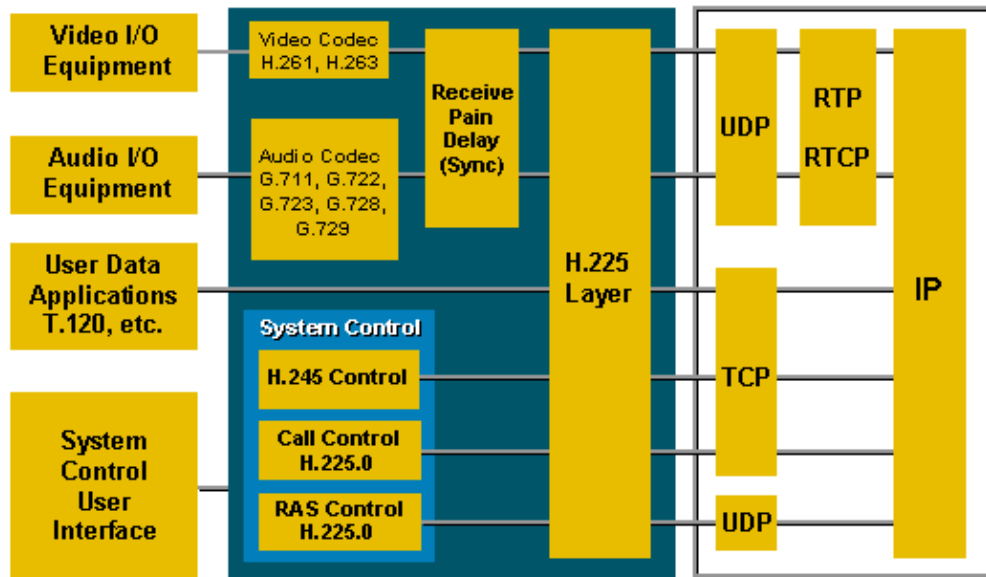 Video I/O
Equipment
Video Codec
H.261, H.263
Receive
Pain
Delay
(Sync)
UDP
RTP
RTCP
Audio I/O
Equipment
Audio Codec
G.711, G.722,
G.723, G.728,
G.729
User Data
Applications
T.120, etc.
H.225
Layer
IP
System Control
H.245 Control
TCP
Call Control
H.225.0
System
Control
User
Interface
RAS Control
H.225.0
UDP